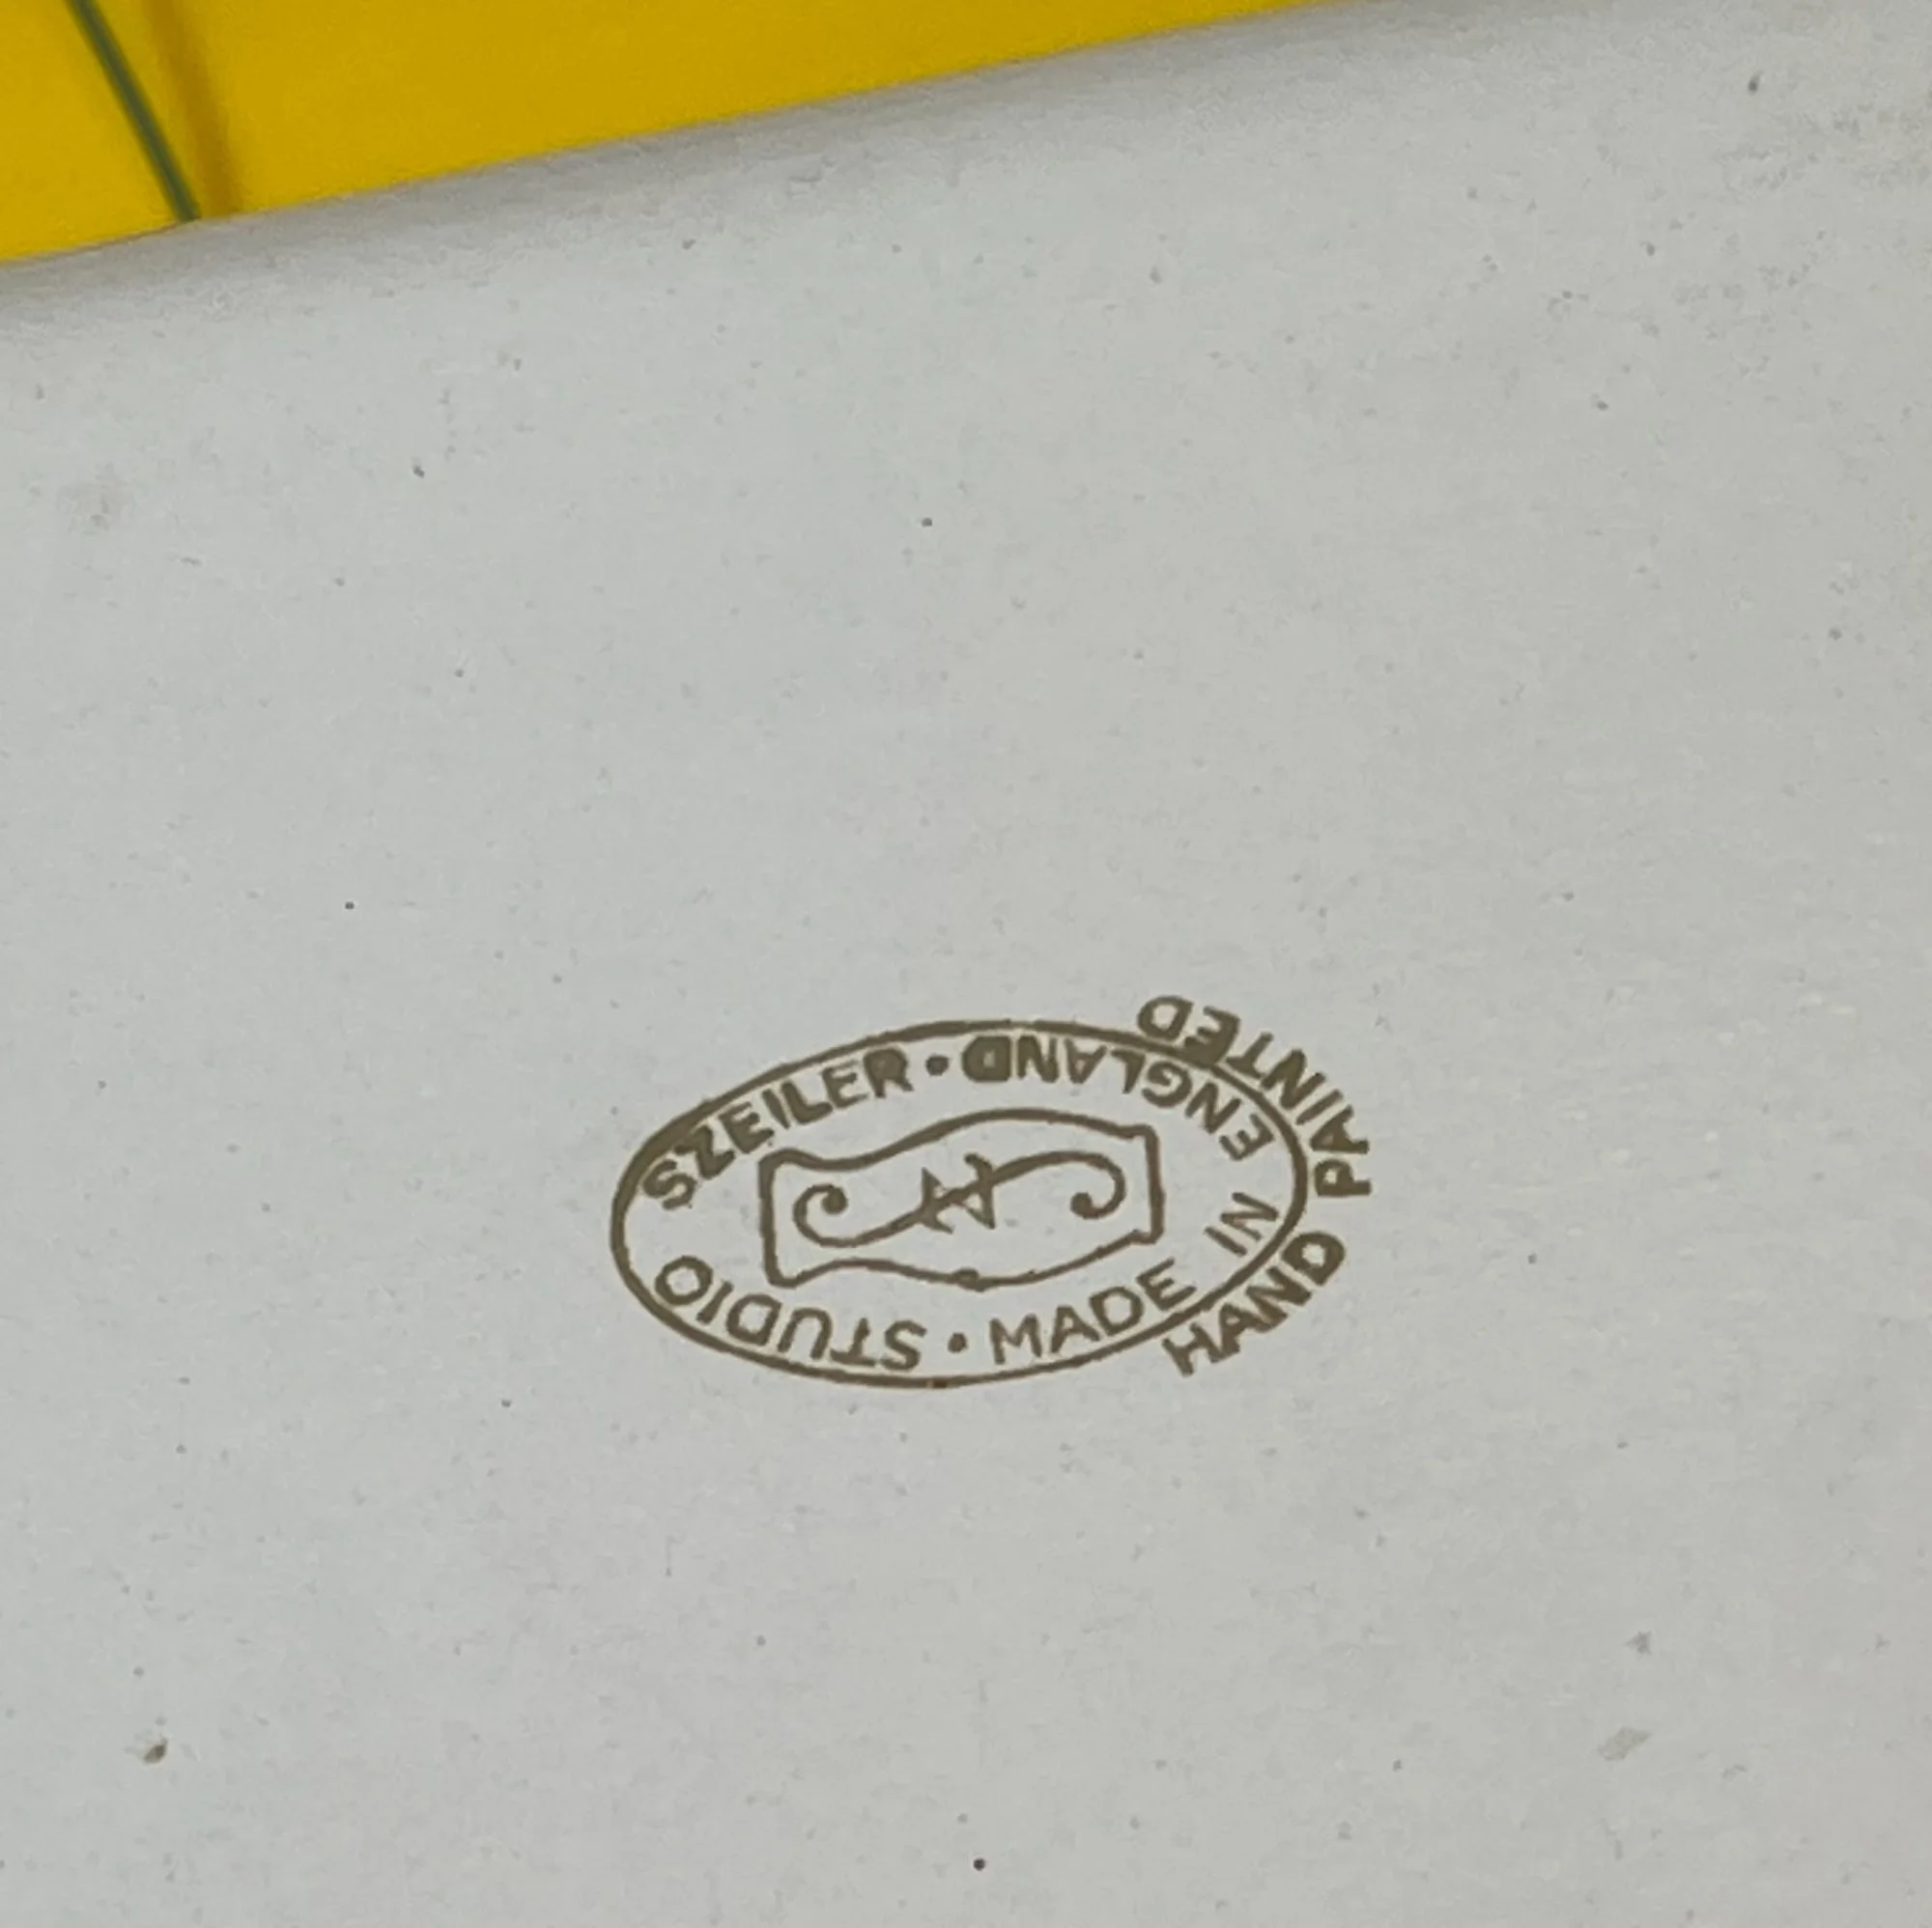 STUDIO SZEILER • MADE IN ENGLAND •
HAND PAINTED